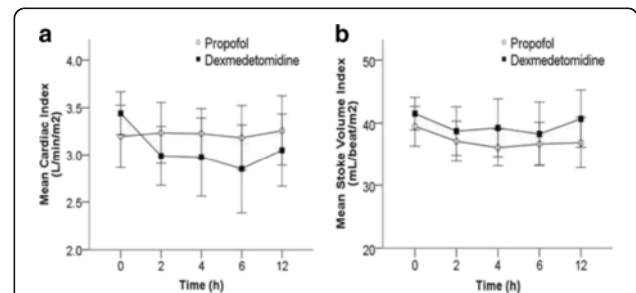 a
Propofol
Dexmedetomidine
Mean Cardiac Index
(L/min/m2)
4.0
3.5
3.0
2.5
2.0
0 2 4 6 12
Time (h)
b
Propofol
Dexmedetomidine
Mean Stoke Volume Index
(mL/beat/m2)
50
40
30
20
0 2 4 6 12
Time (h)